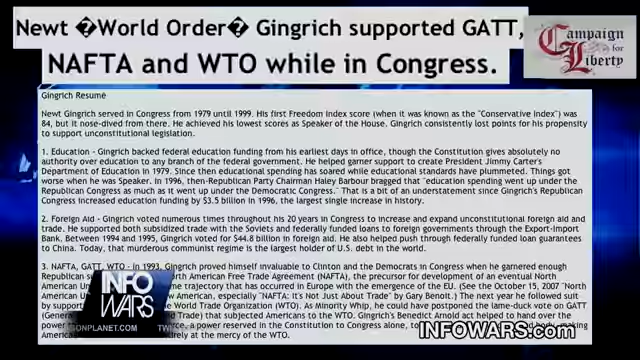 Newt �World Order� Gingrich supported GATT,
NAFTA and WTO while in Congress.
Campaign
for
Liberty
Gingrich Resumé
Newt Gingrich served in Congress from 1979 until 1999. His first Freedom Index score (when it was known as the "Conservative Index") was
84, but it nose-dived from there. He achieved his lowest scores as Speaker of the House. Gingrich consistently lost points for his propensity
to support unconstitutional legislation.
1. Education - Gingrich backed federal education funding from his earliest days in office, though the Constitution gives absolutely no
authority over education to any branch of the federal government. He helped garner support to create President Jimmy Carter's
Department of Education in 1979. Since then educational spending has soared while educational standards have plummeted. Things got
worse when he was Speaker. In 1996, then-Republican Party Chairman Haley Barbour bragged that "education spending went up under the
Republican Congress as much as it went up under the Democratic Congress." That is a bit of an understatement since Gingrich's Republican
Congress increased education funding by $3.5 billion in 1996, the largest single increase in history.
2. Foreign Aid - Gingrich voted numerous times throughout his 20 years in Congress to increase and expand unconstitutional foreign aid and
trade. He supported both subsidized trade with the Soviets and federally funded loans to foreign governments through the Export-Import
Bank. Between 1994 and 1995, Gingrich voted for $44.8 billion in foreign aid. He also helped push through federally funded loan guarantees
to China. Today, that murderous communist regime is the largest holder of U.S. debt in the world.
3. NAFTA, GATT, WTO - In 1993, Gingrich proved himself invaluable to Clinton and the Democrats in Congress when he garnered enough
Republican su American Free Trade Agreement (NAFTA), the precursor for development of an eventual North
American Un me trajectory that has occurred in Europe with the emergence of the EU. (See the October 15, 2007 "North
American Un w American, especially "NAFTA: It's Not Just About Trade" by Gary Benoit.) The next year he followed suit
by support World Trade Organization (WTO). As Minority Whip, he could have postponed the lame-duck vote on GATT
(Gener and Trade) that subjected Americans to the WTO. Gingrich's Benedict Arnold act helped to hand over the
power a power reserved in the Constitution to Congress alone, to
making Amer tirely at the mercy of the WTO.
INFO
WARS
INFOWARS.COM